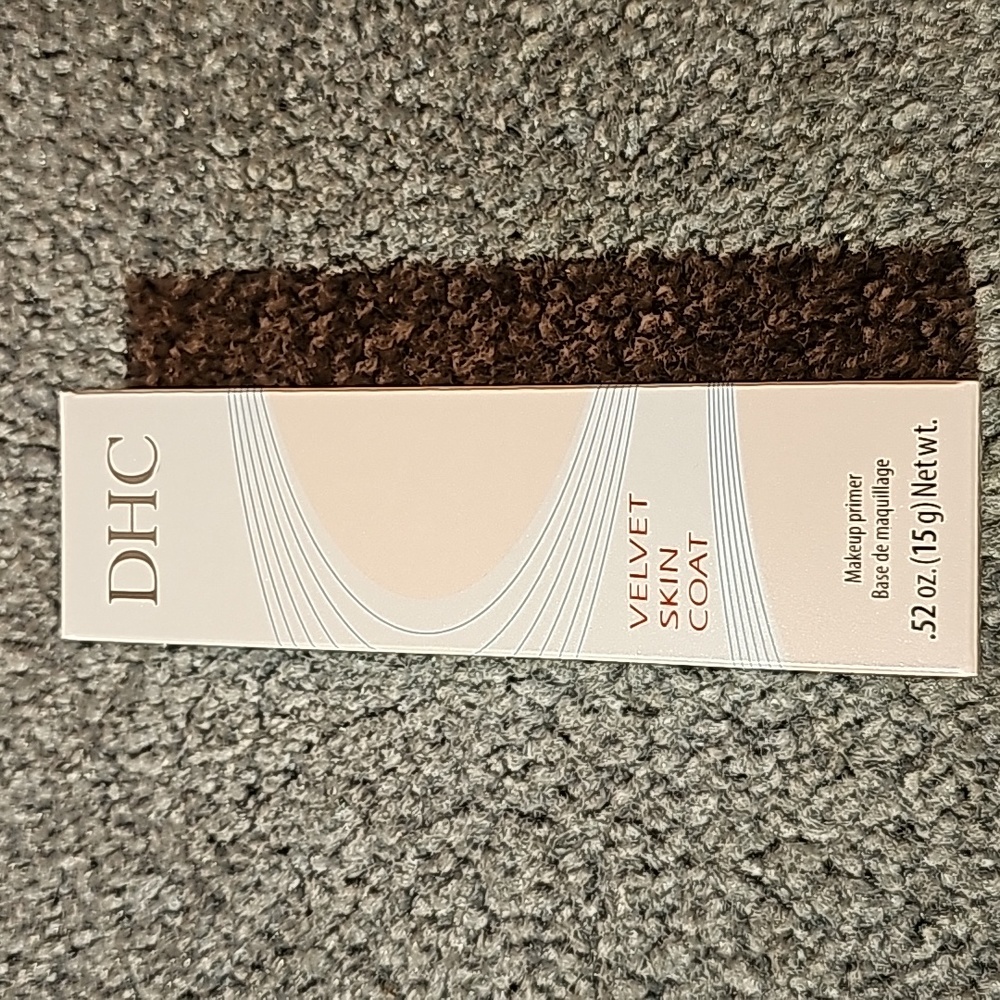 DHC
VELVET
SKIN
COAT
Makeup primer
Base de maquillage
.52 oz. (15 g) Net wt.